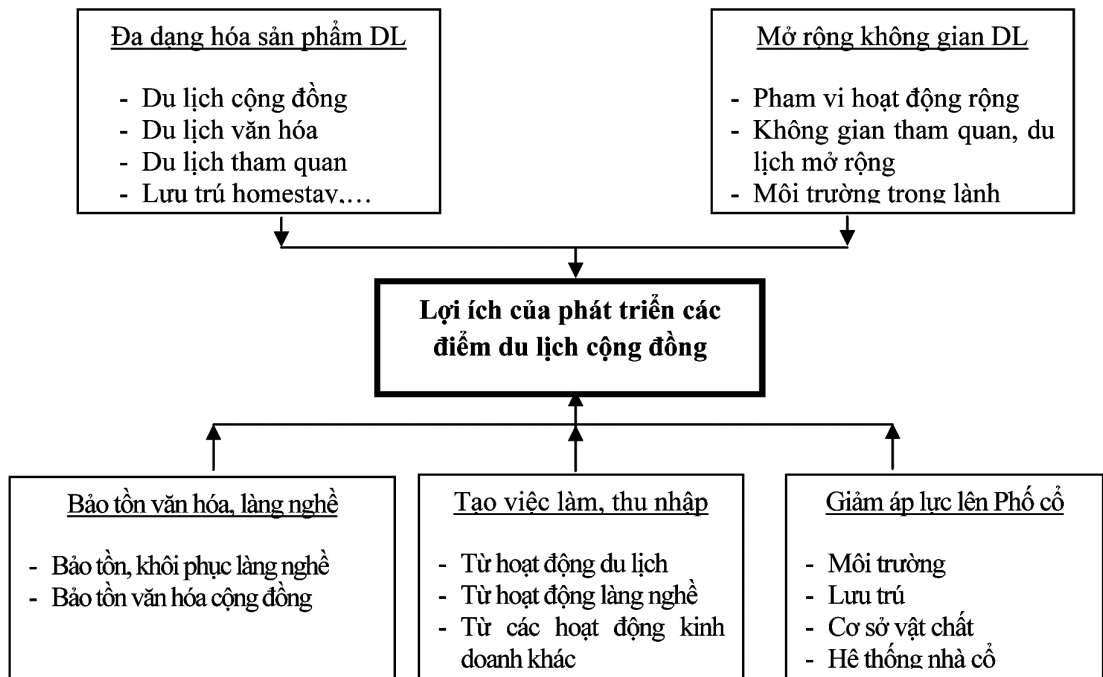 Đa dạng hóa sản phẩm DL
- Du lịch cộng đồng
- Du lịch văn hóa
- Du lịch tham quan
- Lưu trú homestay,…
Mở rộng không gian DL
- Pham vi hoạt động rộng
- Không gian tham quan, du
lịch mở rộng
- Môi trường trong lành
Lợi ích của phát triển các
điểm du lịch cộng đồng
Bảo tồn văn hóa, làng nghề
- Bảo tồn, khôi phục làng nghề
- Bảo tồn văn hóa cộng đồng
Tạo việc làm, thu nhập
- Từ hoạt động du lịch
- Từ hoạt động làng nghề
- Từ các hoạt động kinh
doanh khác
Giảm áp lực lên Phố cổ
- Môi trường
- Lưu trú
- Cơ sở vật chất
- Hệ thống nhà cổ